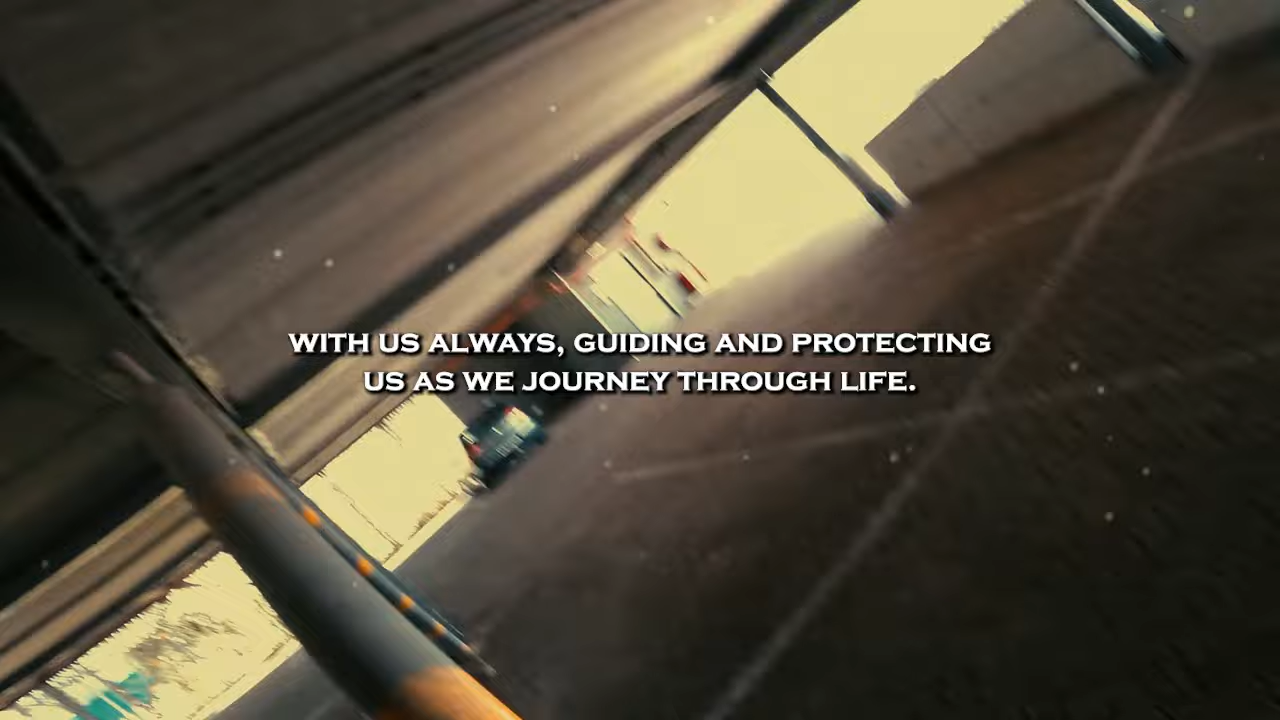 WITH US ALWAYS, GUIDING AND PROTECTING
US AS WE JOURNEY THROUGH LIFE.